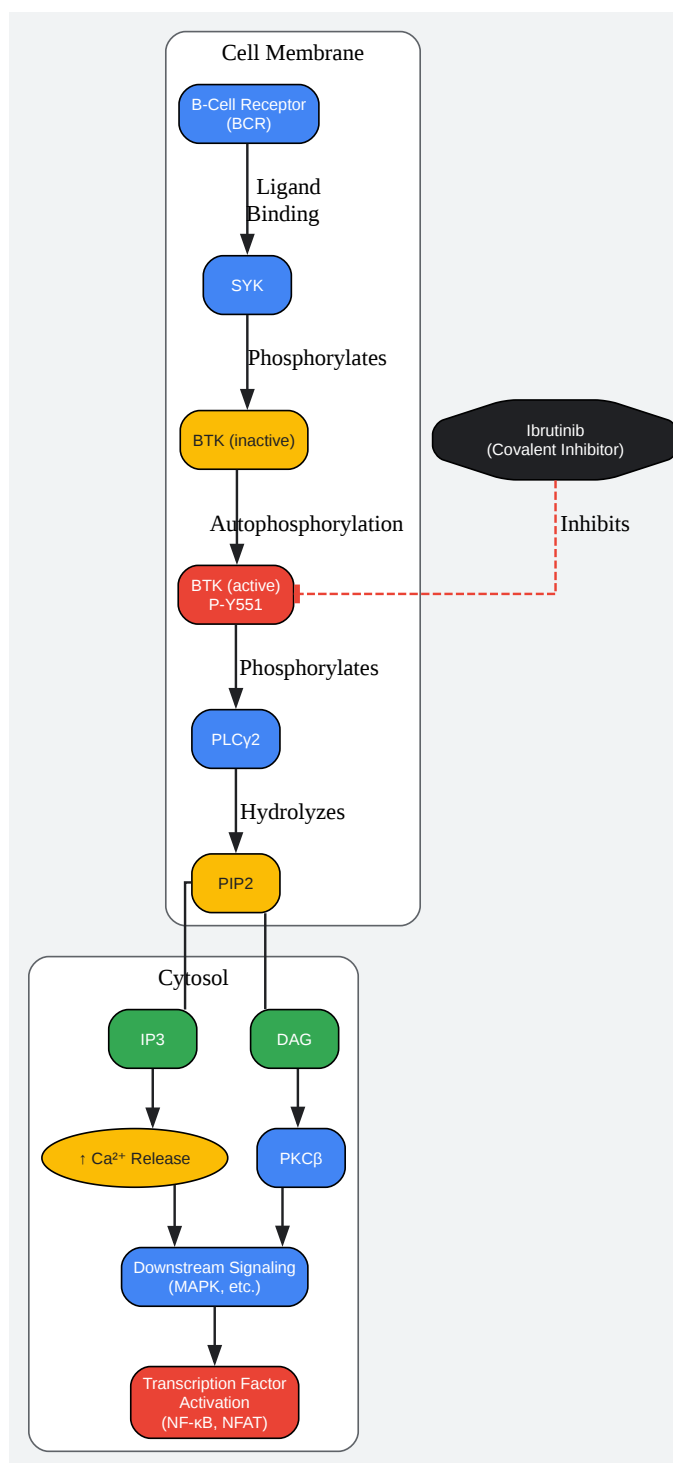 Cell Membrane
B-Cell Receptor
(BCR)
Ligand
Binding
SYK
Phosphorylates
BTK (inactive)
Ibrutinib
(Covalent Inhibitor)
Autophosphorylation
Inhibits
BTK (active)
P-Y551
Phosphorylates
PLCγ2
Hydrolyzes
PIP2
Cytosol
IP3
DAG
↑ Ca²⁺ Release
PKCβ
Downstream Signaling
(MAPK, etc.)
Transcription Factor
Activation
(NF-κB, NFAT)